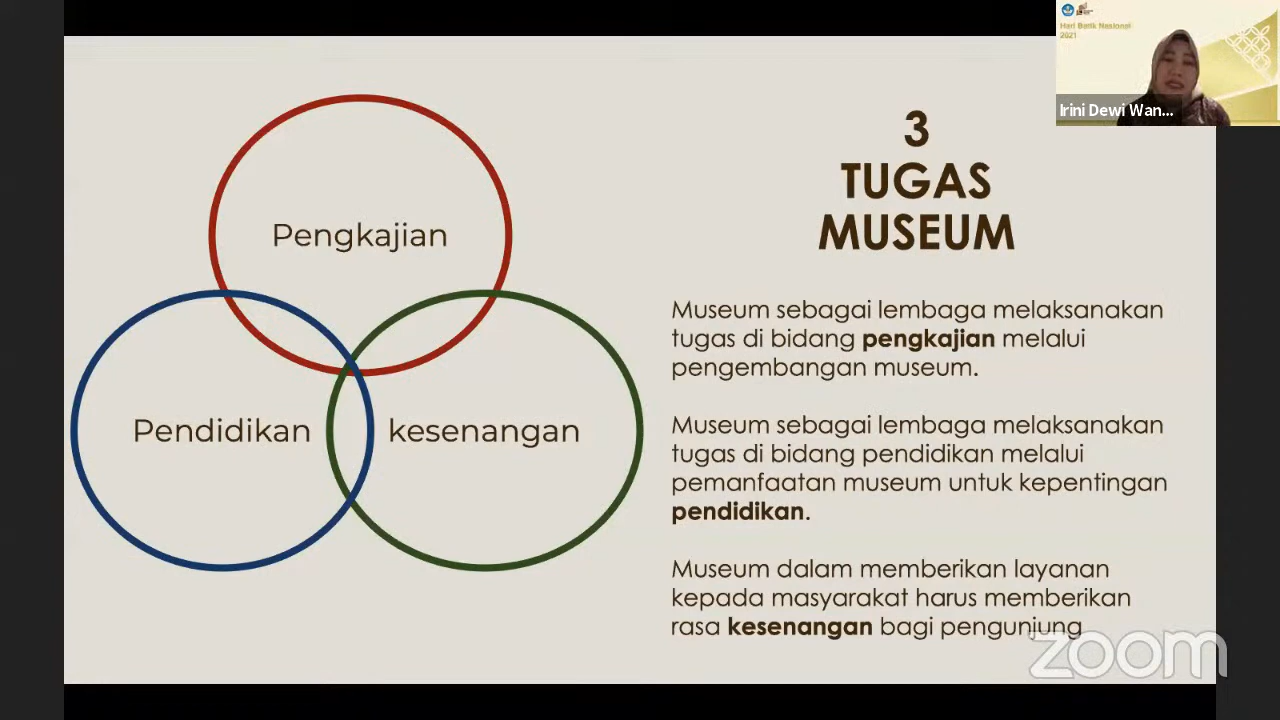 Hari Batik Nasional
2021
Irini Dewi Wan...
3
TUGAS
MUSEUM
Pengkajian
Pendidikan
kesenangan
Museum sebagai lembaga melaksanakan
tugas di bidang pengkajian melalui
pengembangan museum.
Museum sebagai lembaga melaksanakan
tugas di bidang pendidikan melalui
pemanfaatan museum untuk kepentingan
pendidikan.
Museum dalam memberikan layanan
kepada masyarakat harus memberikan
rasa kesenangan bagi pengunjung
zoom